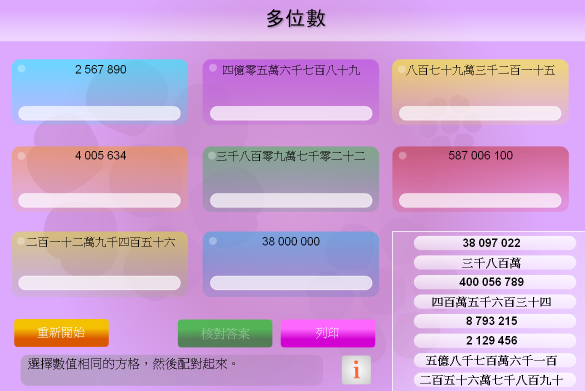 多位數
2 567 890
四億零五萬六千七百八十九
八百七十九萬三千二百一十五
4 005 634
三千八百零九萬七千零二十二
587 006 100
二百一十二萬九千四百五十六
38 000 000
38 097 022
三千八百萬
400 056 789
四百萬五千六百三十四
8 793 215
2 129 456
五億八千七百萬六千一百
二百五十六萬七千八百九十
重新開始
核對答案
列印
選擇數值相同的方格，然後配對起來。
i